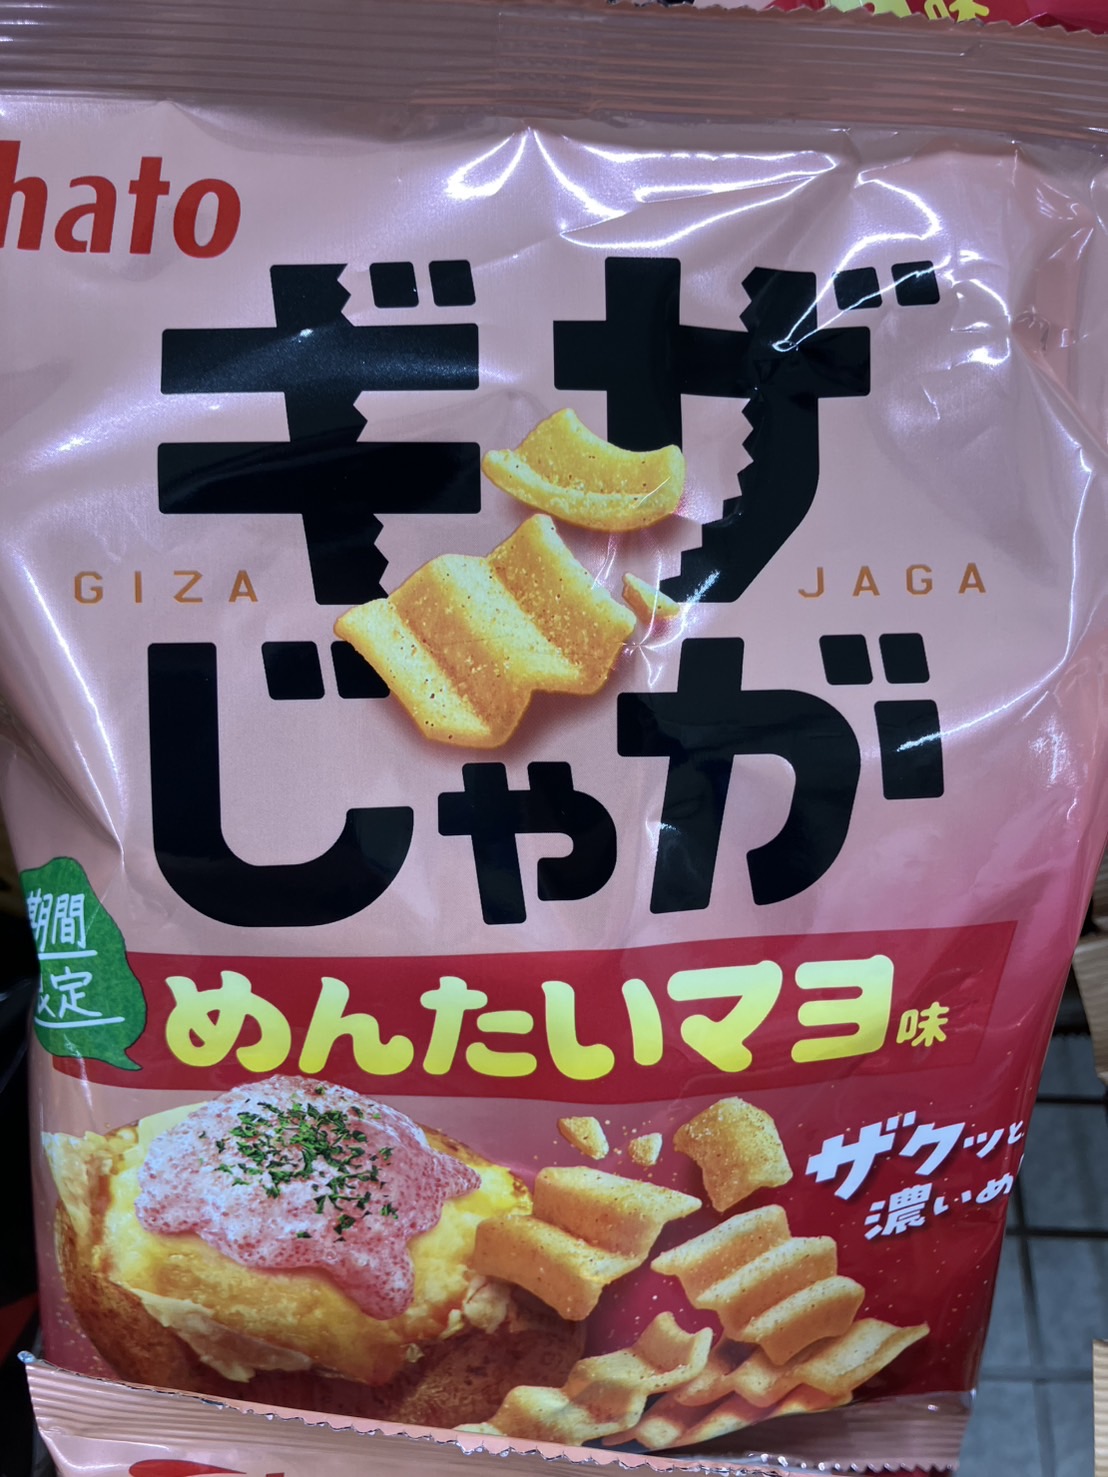 hato
ギザ
GIZA JAGA
じゃが
期間
限定
めんたいマヨ味
ザクッと
濃いめ